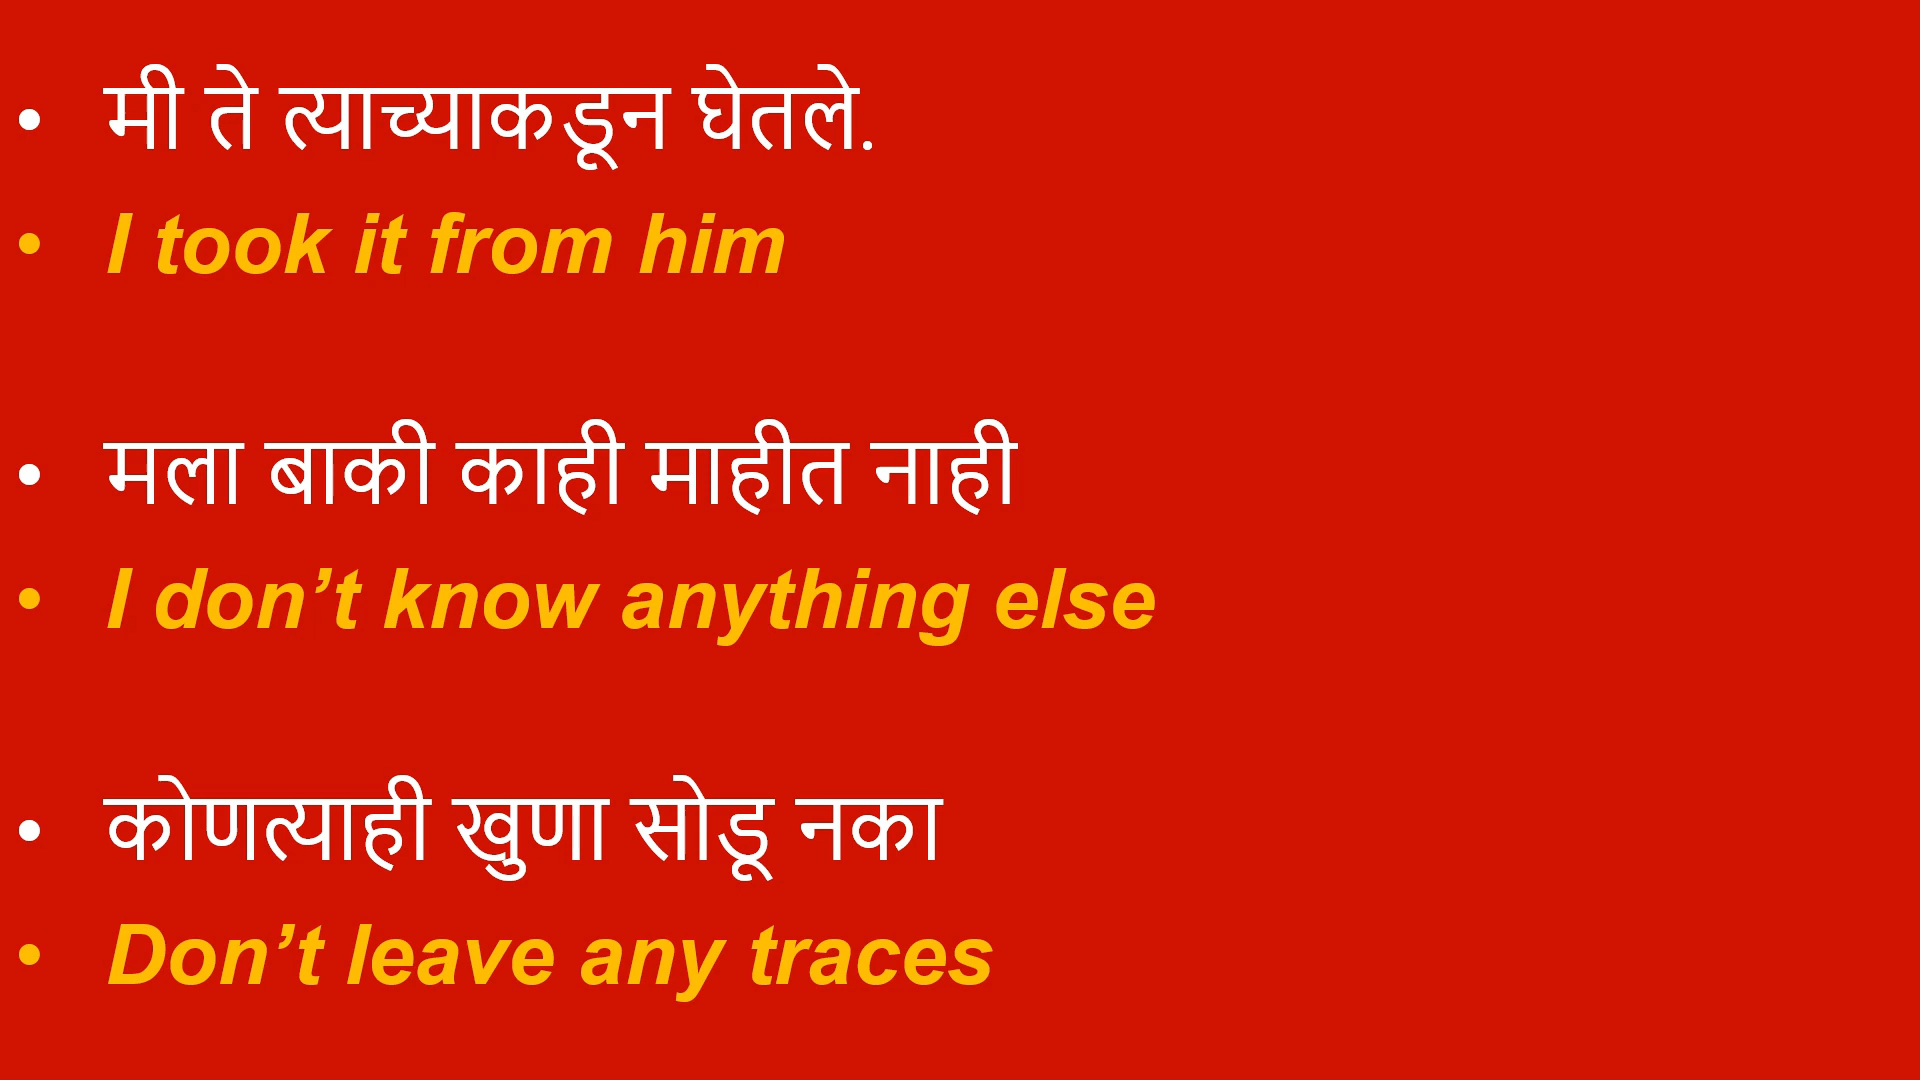 • मी ते त्याच्याकडून घेतले.
• I took it from him
• मला बाकी काही माहीत नाही
• I don’t know anything else
• कोणत्याही खुणा सोडू नका
• Don’t leave any traces